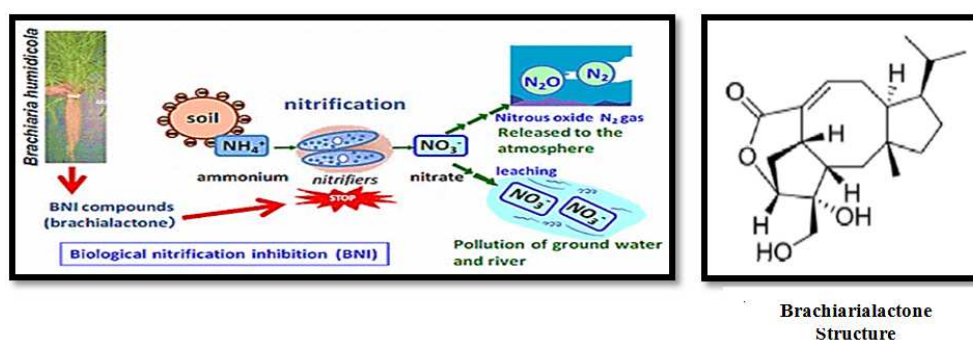 Brachiaria humidicola
soil
NH₄⁺
ammonium
nitrification
nitrifiers
STOP
NO₃⁻
nitrate
N₂O
N₂
Nitrous oxide N₂ gas
Released to the
atmosphere
leaching
NO₃⁻
NO₃⁻
Pollution of ground water
and river
BNI compounds
(brachialactone)
Biological nitrification inhibition (BNI)
H
O
O
H
H
H
OH
HO
Brachiarialactone
Structure